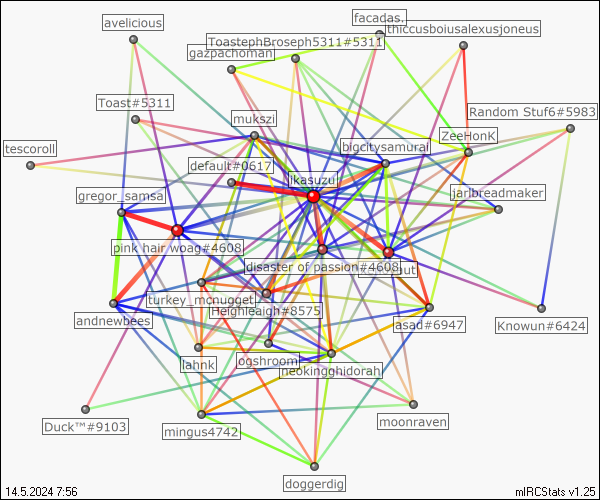 facadas.
avelicious
thiccusboiusalexusjoneus
ToastephBroseph5311#5311
gazpachoman
Toast#5311
Random Stuf6#5983
mukszi
ZeeHonK
bigcitysamurai
tescoroll
default#0617
ikasuzu
gregor_samsa
jarlbreadmaker
pink hair woag#4608
disaster of passion#4608
turkey_mcnugget
Heighleaigh#8575
andnewbees
asad#6947
Knowun#6424
ogshroom
lahnk
neokingghidorah
Duck™#9103
moonraven
mingus4742
doggerdig
14.5.2024 7:56
mIRCStats v1.25